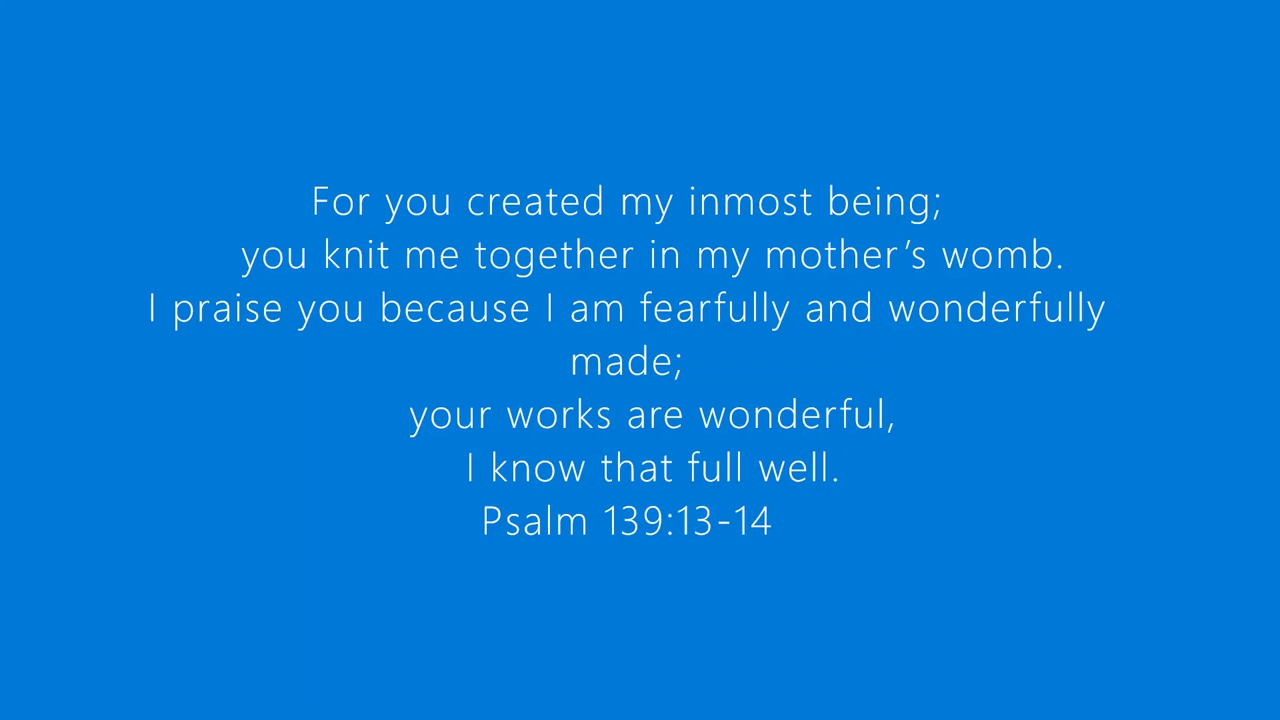 For you created my inmost being;
you knit me together in my mother’s womb.
I praise you because I am fearfully and wonderfully
made;
your works are wonderful,
I know that full well.
Psalm 139:13-14